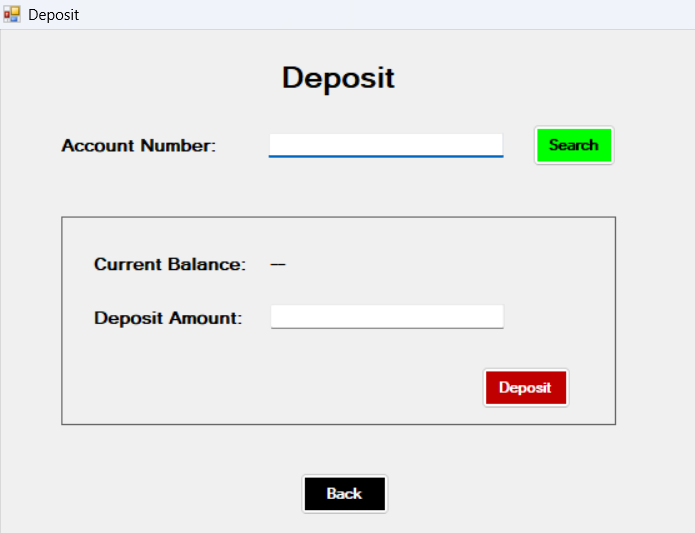 Deposit
Deposit
Account Number:
Search
Current Balance: --
Deposit Amount:
Deposit
Back